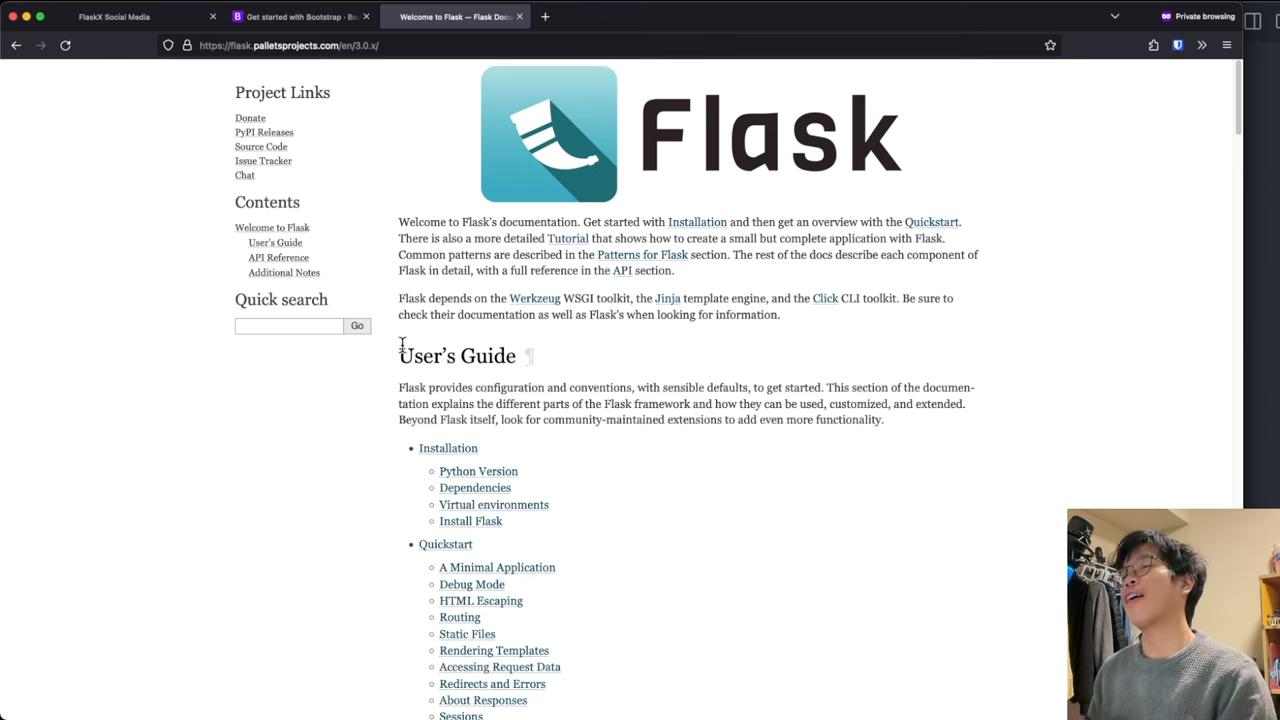 FlaskX Social Media
Get started with Bootstrap · Boo
Welcome to Flask — Flask Docu
Private browsing
https://flask.palletsprojects.com/en/3.0.x/
Project Links
Donate
PyPI Releases
Source Code
Issue Tracker
Chat
Contents
Welcome to Flask
User's Guide
API Reference
Additional Notes
Quick search
Go
Flask
Welcome to Flask's documentation. Get started with Installation and then get an overview with the Quickstart.
There is also a more detailed Tutorial that shows how to create a small but complete application with Flask.
Common patterns are described in the Patterns for Flask section. The rest of the docs describe each component of
Flask in detail, with a full reference in the API section.
Flask depends on the Werkzeug WSGI toolkit, the Jinja template engine, and the Click CLI toolkit. Be sure to
check their documentation as well as Flask's when looking for information.
User's Guide ¶
Flask provides configuration and conventions, with sensible defaults, to get started. This section of the documen-
tation explains the different parts of the Flask framework and how they can be used, customized, and extended.
Beyond Flask itself, look for community-maintained extensions to add even more functionality.
Installation
Python Version
Dependencies
Virtual environments
Install Flask
Quickstart
A Minimal Application
Debug Mode
HTML Escaping
Routing
Static Files
Rendering Templates
Accessing Request Data
Redirects and Errors
About Responses
Sessions